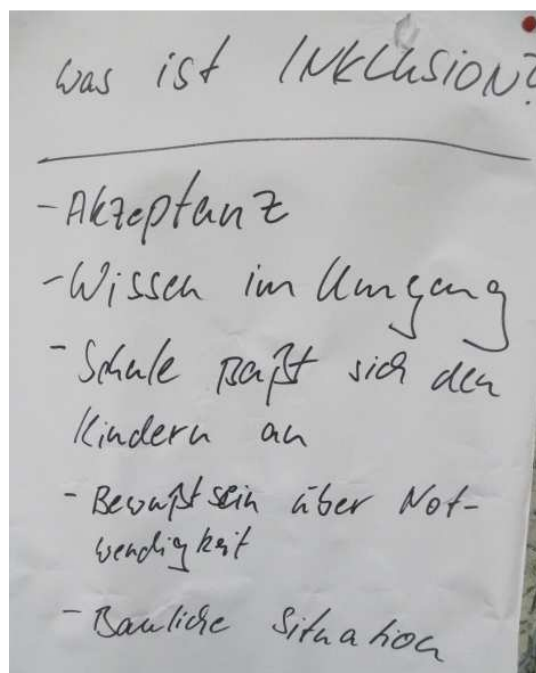 was ist INKLUSION?
- Akzeptanz
- Wissen im Umgang
- Schule paßt sich den
Kindern an
- Bewußtsein über Not-
wendigkeit
- Bauliche Situation